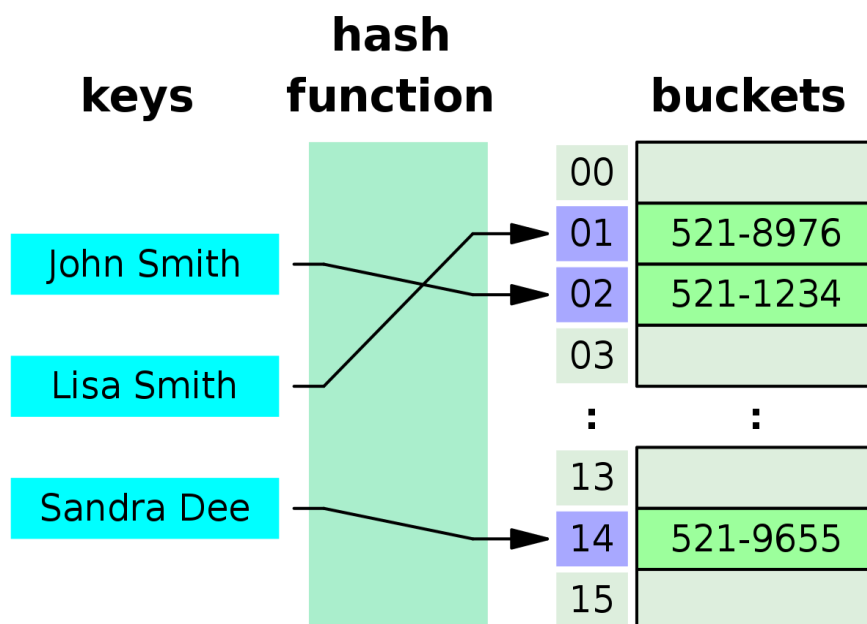 keys
hash
function
buckets
John Smith
Lisa Smith
Sandra Dee
00
01 521-8976
02 521-1234
03
: :
13
14 521-9655
15